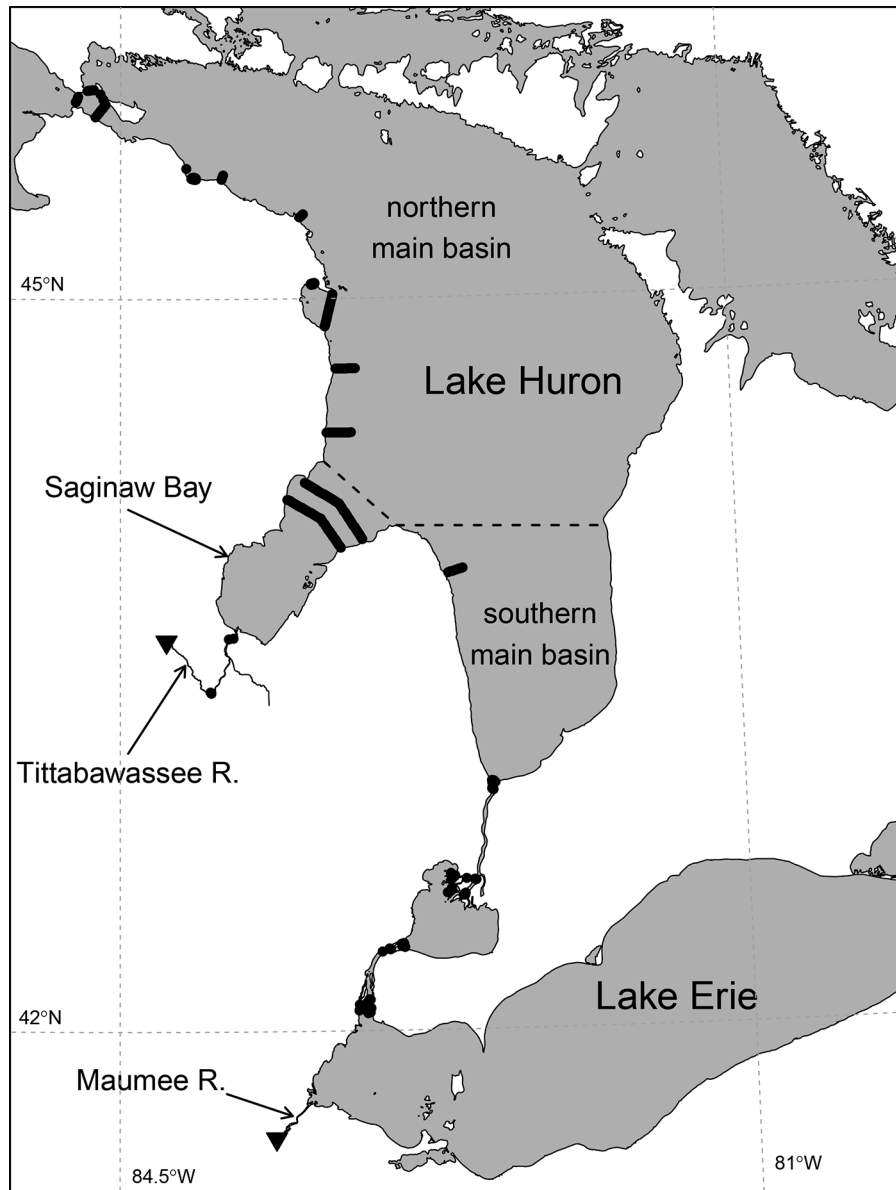 northern
main basin
45°N
Lake Huron
Saginaw Bay
southern
main basin
Tittabawassee R.
Lake Erie
42°N
Maumee R.
84.5°W
81°W